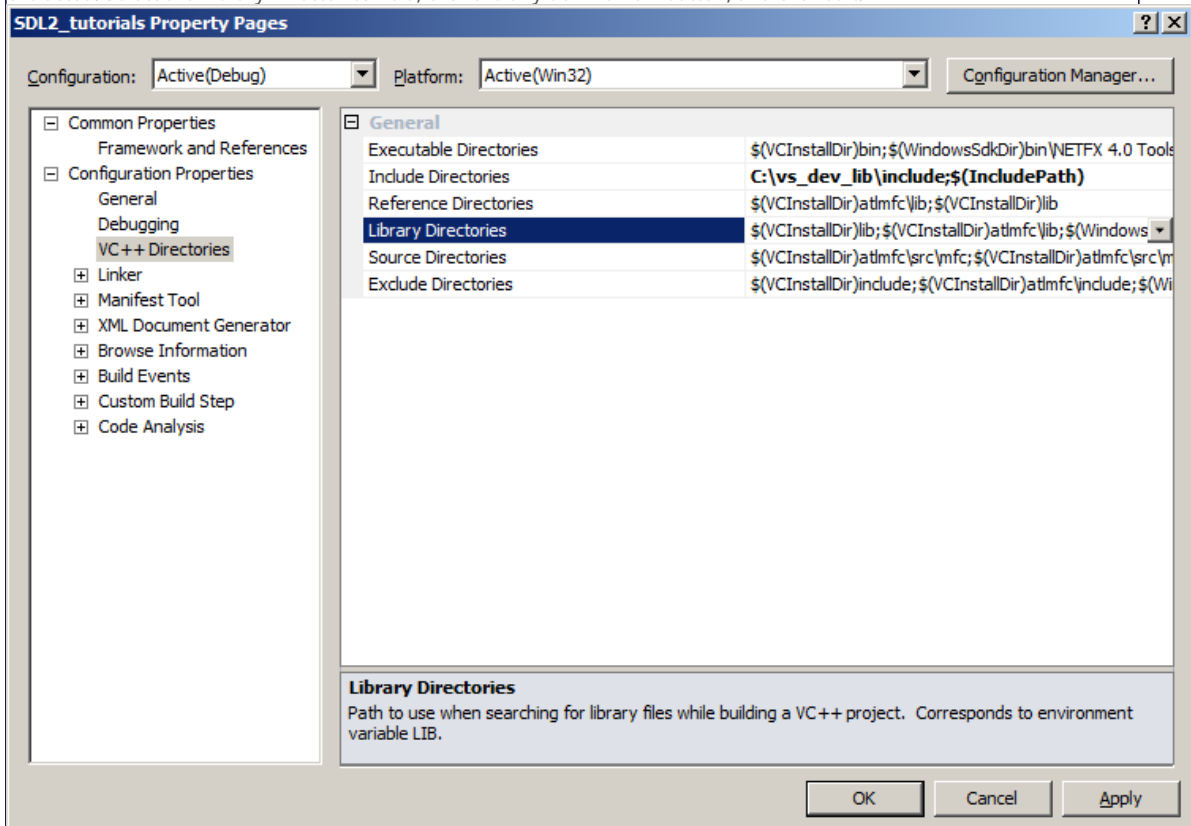 SDL2_tutorials Property Pages
Configuration: Active(Debug) Platform: Active(Win32) Configuration Manager...
Common Properties
Framework and References
Configuration Properties
General
Debugging
VC++ Directories
Linker
Manifest Tool
XML Document Generator
Browse Information
Build Events
Custom Build Step
Code Analysis
General
Executable Directories $(VCInstallDir)bin;$(WindowsSdkDir)bin\NETFX 4.0 Tools
Include Directories C:\vs_dev_lib\include;$(IncludePath)
Reference Directories $(VCInstallDir)atlmfc\lib;$(VCInstallDir)lib
Library Directories $(VCInstallDir)lib;$(VCInstallDir)atlmfc\lib;$(Windows
Source Directories $(VCInstallDir)atlmfc\src\mfc;$(VCInstallDir)atlmfc\src\m
Exclude Directories $(VCInstallDir)include;$(VCInstallDir)atlmfc\include;$(Wi
Library Directories
Path to use when searching for library files while building a VC++ project. Corresponds to environment
variable LIB.
OK Cancel Apply